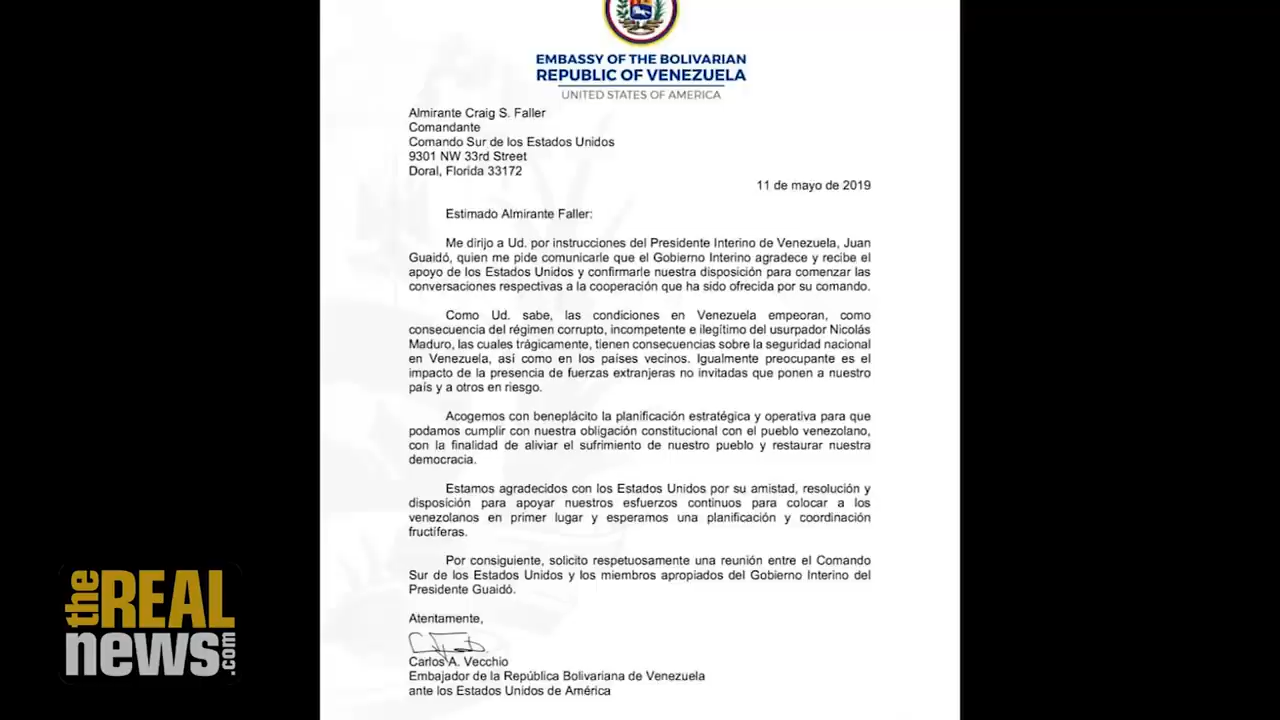 EMBASSY OF THE BOLIVARIAN
REPUBLIC OF VENEZUELA
UNITED STATES OF AMERICA
Almirante Craig S. Faller
Comandante
Comando Sur de los Estados Unidos
9301 NW 33rd Street
Doral, Florida 33172
11 de mayo de 2019
Estimado Almirante Faller:
Me dirijo a Ud. por instrucciones del Presidente Interino de Venezuela, Juan
Guaidó, quien me pide comunicarle que el Gobierno Interino agradece y recibe el
apoyo de los Estados Unidos y confirmarle nuestra disposición para comenzar las
conversaciones respectivas a la cooperación que ha sido ofrecida por su comando.
Como Ud. sabe, las condiciones en Venezuela empeoran, como
consecuencia del régimen corrupto, incompetente e ilegítimo del usurpador Nicolás
Maduro, las cuales trágicamente, tienen consecuencias sobre la seguridad nacional
en Venezuela, así como en los países vecinos. Igualmente preocupante es el
impacto de la presencia de fuerzas extranjeras no invitadas que ponen a nuestro
país y a otros en riesgo.
Acogemos con beneplácito la planificación estratégica y operativa para que
podamos cumplir con nuestra obligación constitucional con el pueblo venezolano,
con la finalidad de aliviar el sufrimiento de nuestro pueblo y restaurar nuestra
democracia.
Estamos agradecidos con los Estados Unidos por su amistad, resolución y
disposición para apoyar nuestros esfuerzos continuos para colocar a los
venezolanos en primer lugar y esperamos una planificación y coordinación
fructíferas.
Por consiguiente, solicito respetuosamente una reunión entre el Comando
Sur de los Estados Unidos y los miembros apropiados del Gobierno Interino del
Presidente Guaidó.
Atentamente,
Carlos A. Vecchio
Embajador de la República Bolivariana de Venezuela
ante los Estados Unidos de América
the REAL
news.com